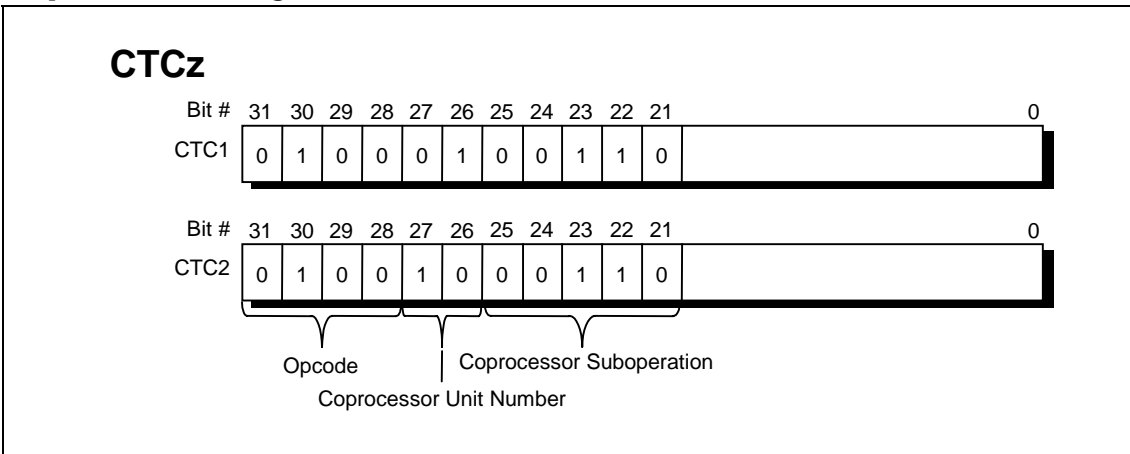 CTCz
Bit # 31 30 29 28 27 26 25 24 23 22 21 0
CTC1 0 1 0 0 0 1 0 0 1 1 0
Bit # 31 30 29 28 27 26 25 24 23 22 21 0
CTC2 0 1 0 0 1 0 0 0 1 1 0
Opcode Coprocessor Suboperation
Coprocessor Unit Number